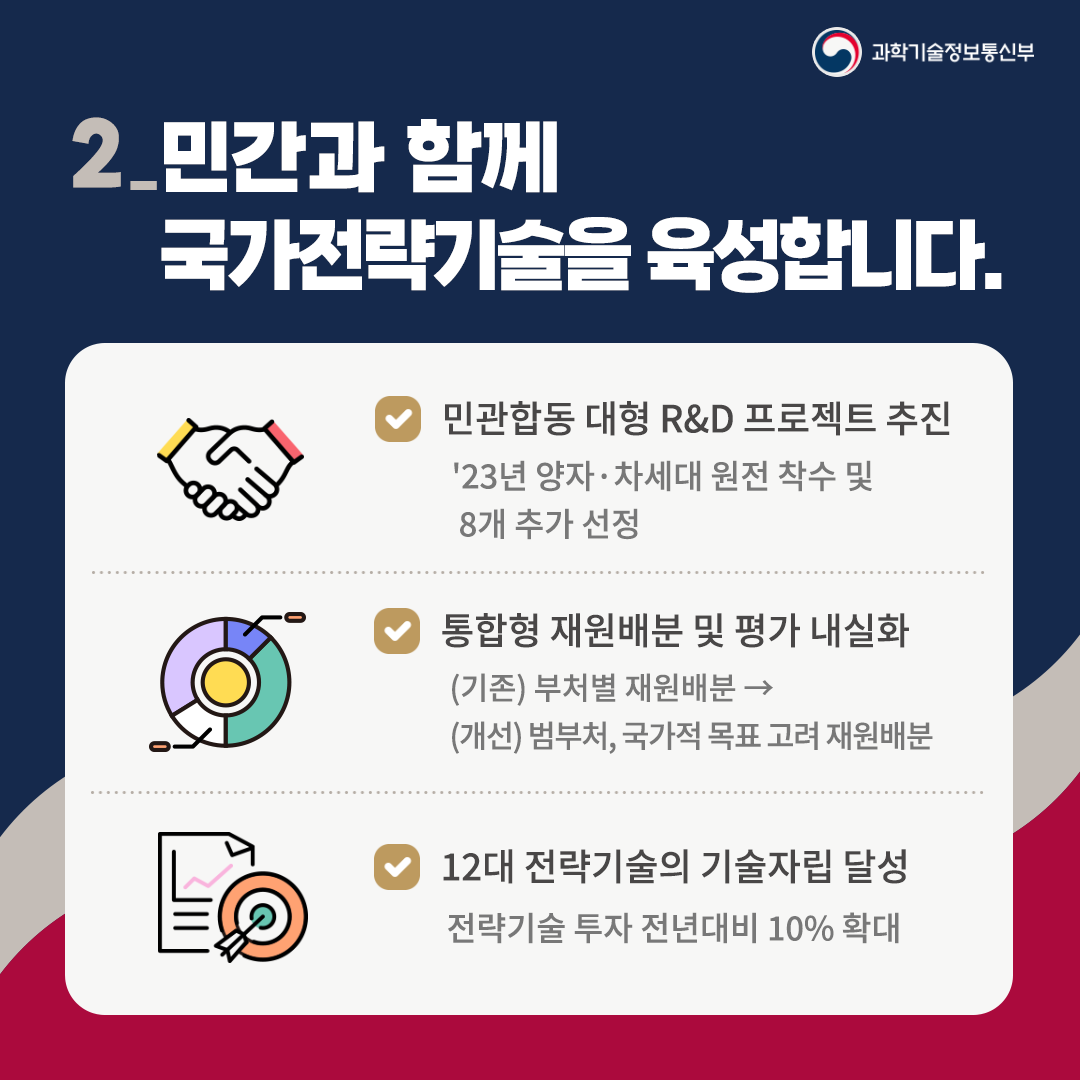 과학기술정보통신부
2_민간과 함께
국가전략기술을 육성합니다.
민관합동 대형 R&D 프로젝트 추진
'23년 양자·차세대 원전 착수 및
8개 추가 선정
통합형 재원배분 및 평가 내실화
(기존) 부처별 재원배분 →
(개선) 범부처, 국가적 목표 고려 재원배분
12대 전략기술의 기술자립 달성
전략기술 투자 전년대비 10% 확대